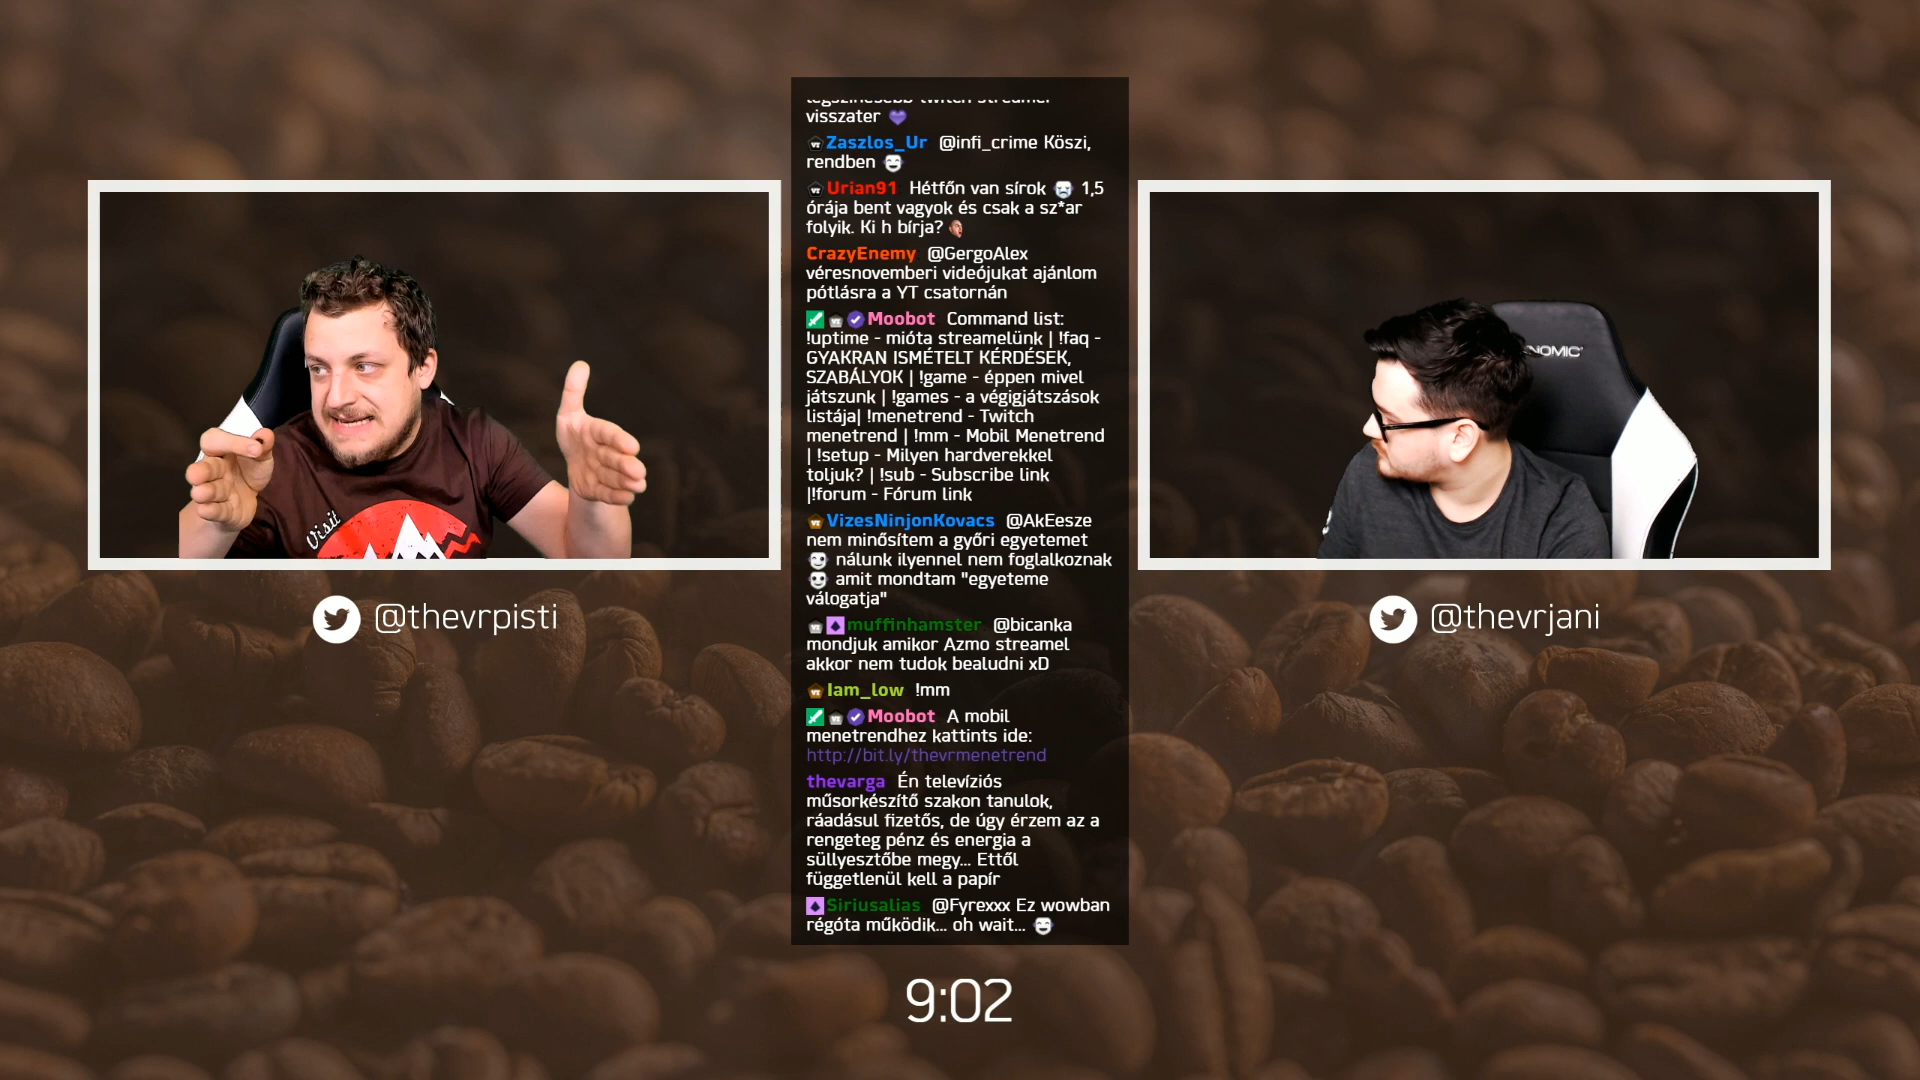 legszínesebb twitch streamer
visszater
Zaszlos_Ur @infi_crime Köszi,
rendben
Urian91 Hétfőn van sírok 1,5
órája bent vagyok és csak a sz*ar
folyik. Ki h bírja?
CrazyEnemy @GergoAlex
véresnovemberi videójukat ajánlom
pótlásra a YT csatornán
Moobot Command list:
!uptime - mióta streamelünk | !faq -
GYAKRAN ISMÉTELT KÉRDÉSEK,
SZABÁLYOK | !game - éppen mivel
játszunk | !games - a végigjátszások
listája| !menetrend - Twitch
menetrend | !mm - Mobil Menetrend
| !setup - Milyen hardverekkel
toljuk? | !sub - Subscribe link
|!forum - Fórum link
VizesNinjonKovacs @AkEesze
nem minősítem a győri egyetemet
nálunk ilyennel nem foglalkoznak
amit mondtam "egyeteme
válogatja"
muffinhamster @bicanka
mondjuk amikor Azmo streamel
akkor nem tudok bealudni xD
Iam_low !mm
Moobot A mobil
menetrendhez kattints ide:
http://bit.ly/thevrmenetrend
thevarga Én televíziós
műsorkészítő szakon tanulok,
ráadásul fizetős, de úgy érzem az a
rengeteg pénz és energia a
süllyesztőbe megy... Ettől
függetlenül kell a papír
Siriusalias @Fyrexxx Ez wowban
régóta működik... oh wait...
Visit
@thevrpisti
NOMIC
@thevrjani
9:02